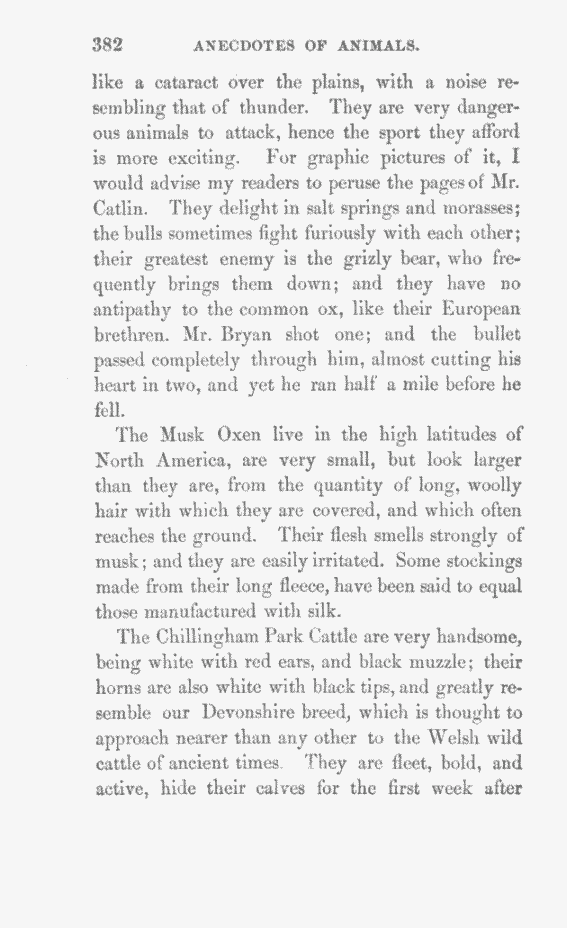 382 ANECDOTES OF ANIMALS.
like a cataract over the plains, with a noise re-
sembling that of thunder. They are very danger-
ous animals to attack, hence the sport they afford
is more exciting. For graphic pictures of it, I
would advise my readers to peruse the pages of Mr.
Catlin. They delight in salt springs and morasses;
the bulls sometimes fight furiously with each other;
their greatest enemy is the grizly bear, who fre-
quently brings them down; and they have no
antipathy to the common ox, like their European
brethren. Mr. Bryan shot one; and the bullet
passed completely through him, almost cutting his
heart in two, and yet he ran half a mile before he
fell.
The Musk Oxen live in the high latitudes of
North America, are very small, but look larger
than they are, from the quantity of long, woolly
hair with which they are covered, and which often
reaches the ground. Their flesh smells strongly of
musk; and they are easily irritated. Some stockings
made from their long fleece, have been said to equal
those manufactured with silk.
The Chillingham Park Cattle are very handsome,
being white with red ears, and black muzzle; their
horns are also white with black tips, and greatly re-
semble our Devonshire breed, which is thought to
approach nearer than any other to the Welsh wild
cattle of ancient times. They are fleet, bold, and
active, hide their calves for the first week after